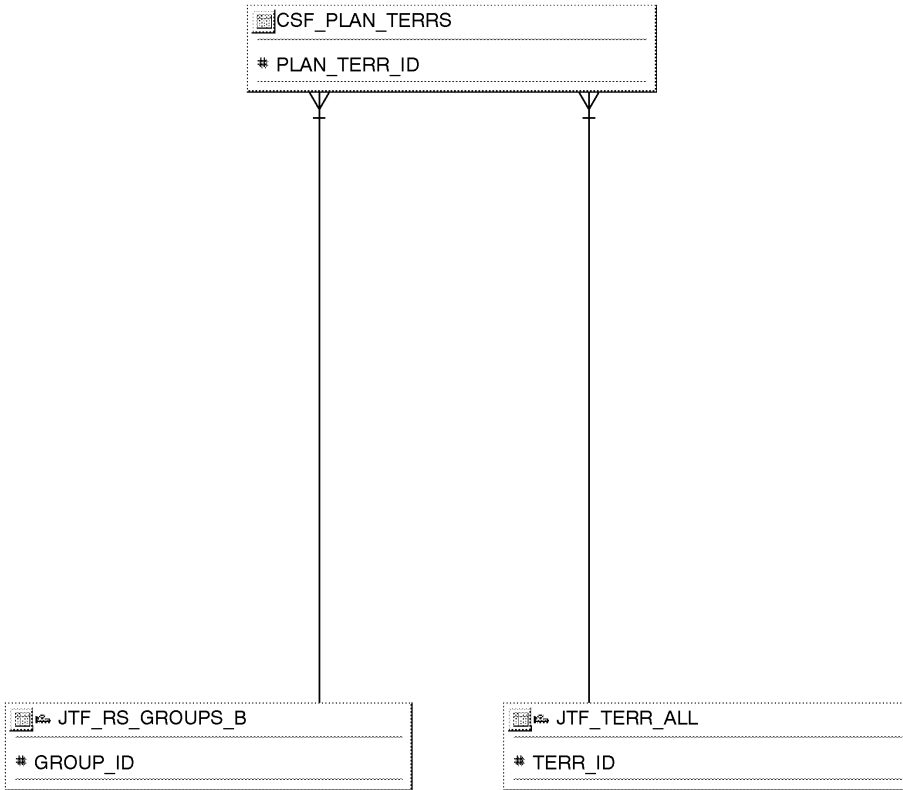 CSF_PLAN_TERRS
# PLAN_TERR_ID
JTF_RS_GROUPS_B
# GROUP_ID
JTF_TERR_ALL
# TERR_ID